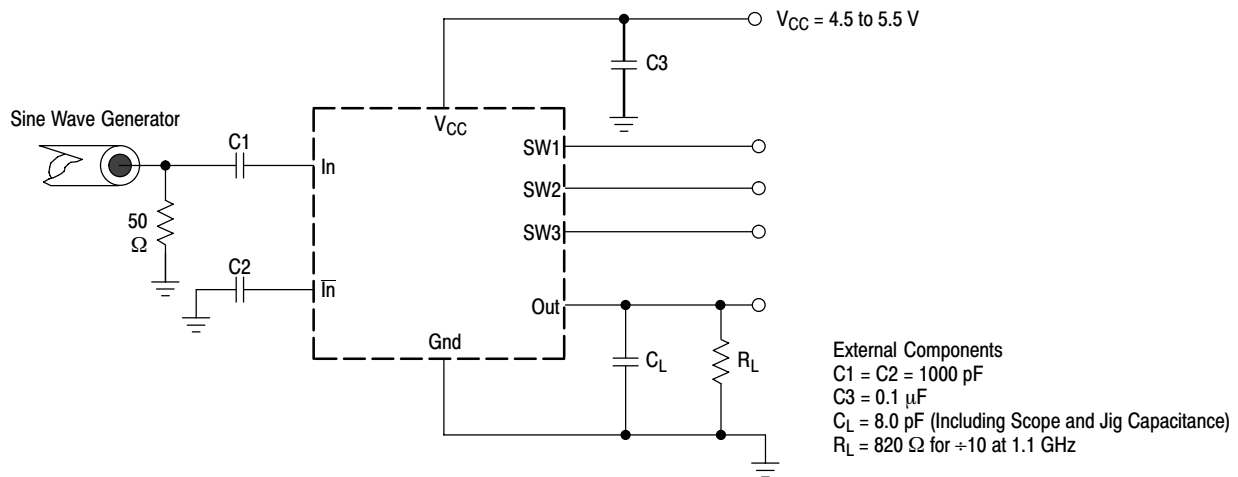 V_CC = 4.5 to 5.5 V
C3
Sine Wave Generator
V_CC
C1
In
SW1
SW2
50
Ω
SW3
C2
I̅n̅
Out
Gnd
C_L
R_L
External Components
C1 = C2 = 1000 pF
C3 = 0.1 μF
C_L = 8.0 pF (Including Scope and Jig Capacitance)
R_L = 820 Ω for ÷10 at 1.1 GHz